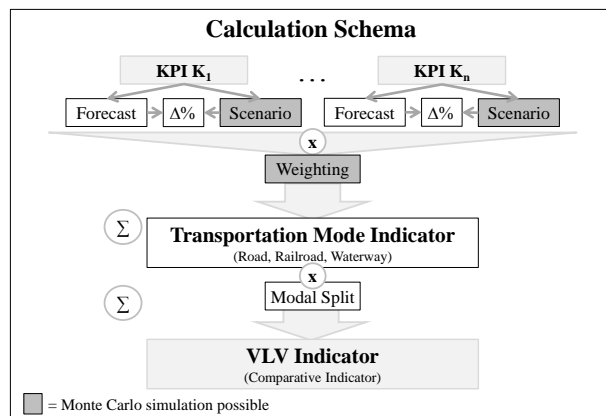 Calculation Schema
KPI K1 . . . KPI Kn
Forecast Δ% Scenario Forecast Δ% Scenario
x
Weighting
∑
Transportation Mode Indicator
(Road, Railroad, Waterway)
x
∑
Modal Split
VLV Indicator
(Comparative Indicator)
= Monte Carlo simulation possible